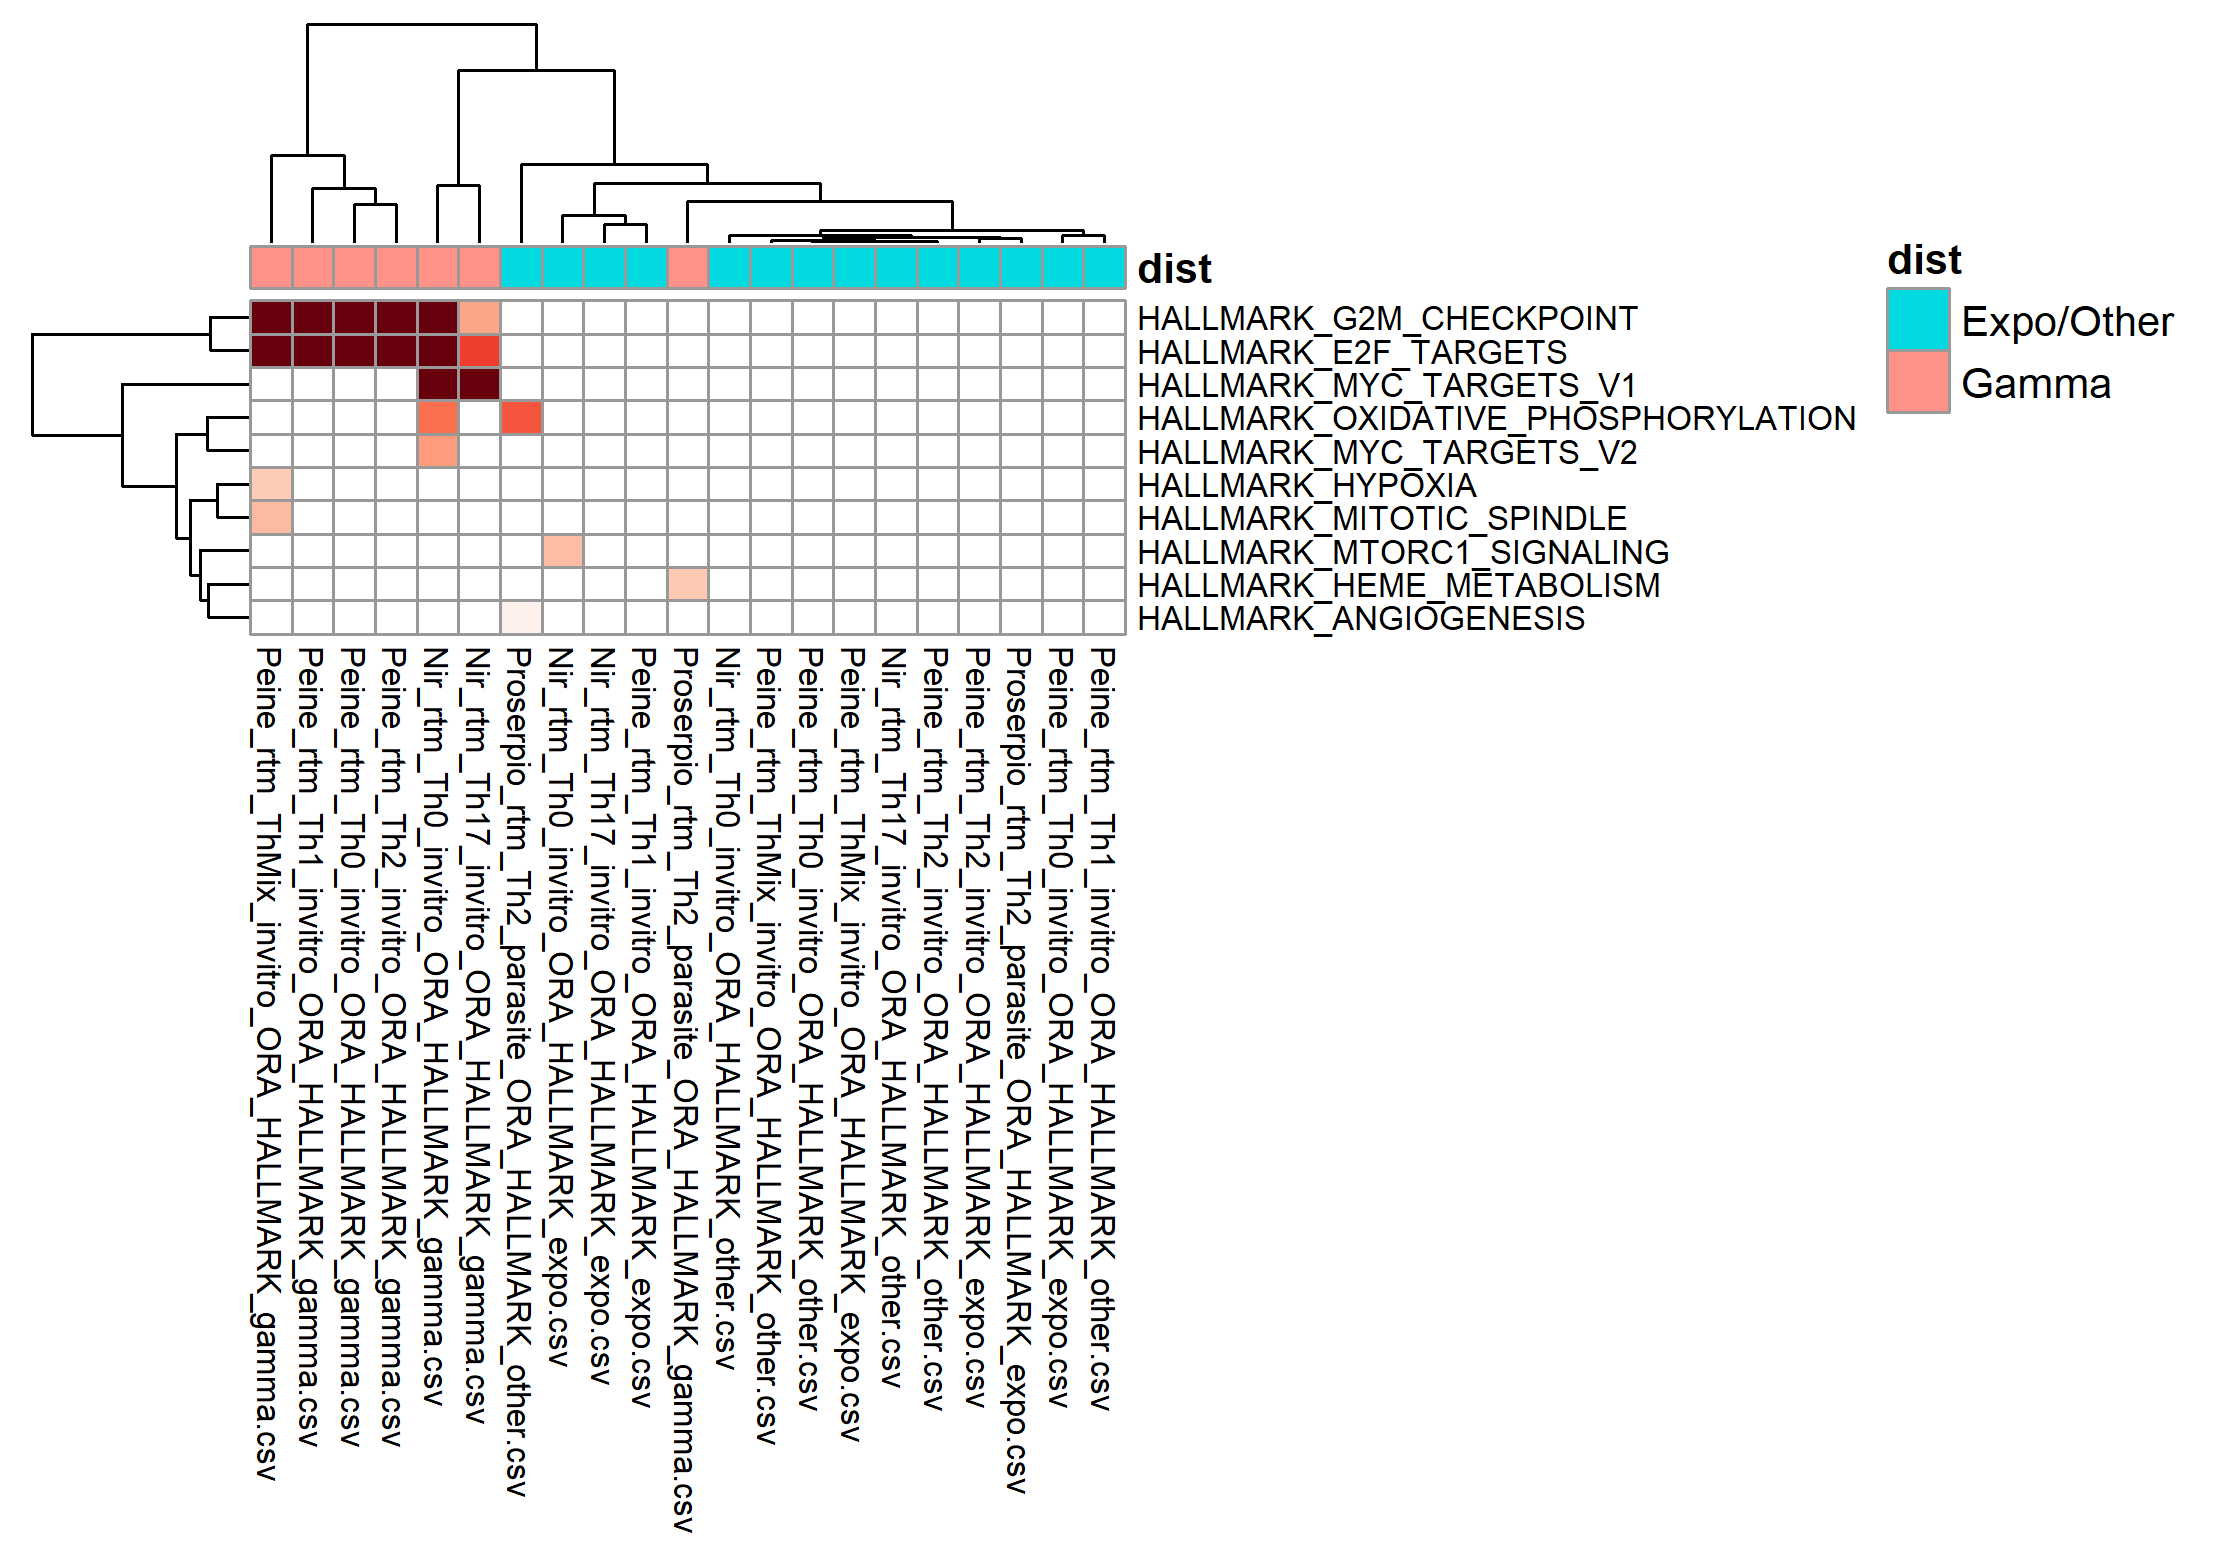 dist
dist
Expo/Other
Gamma
HALLMARK_G2M_CHECKPOINT
HALLMARK_E2F_TARGETS
HALLMARK_MYC_TARGETS_V1
HALLMARK_OXIDATIVE_PHOSPHORYLATION
HALLMARK_MYC_TARGETS_V2
HALLMARK_HYPOXIA
HALLMARK_MITOTIC_SPINDLE
HALLMARK_MTORC1_SIGNALING
HALLMARK_HEME_METABOLISM
HALLMARK_ANGIOGENESIS
Peine_rtm_ThMix_invitro_ORA_HALLMARK_gamma.csv
Peine_rtm_Th1_invitro_ORA_HALLMARK_gamma.csv
Peine_rtm_Th0_invitro_ORA_HALLMARK_gamma.csv
Peine_rtm_Th2_invitro_ORA_HALLMARK_gamma.csv
Nir_rtm_Th0_invitro_ORA_HALLMARK_gamma.csv
Nir_rtm_Th17_invitro_ORA_HALLMARK_gamma.csv
Proserpio_rtm_Th2_parasite_ORA_HALLMARK_other.csv
Nir_rtm_Th0_invitro_ORA_HALLMARK_expo.csv
Nir_rtm_Th17_invitro_ORA_HALLMARK_expo.csv
Peine_rtm_Th1_invitro_ORA_HALLMARK_expo.csv
Proserpio_rtm_Th2_parasite_ORA_HALLMARK_gamma.csv
Nir_rtm_Th0_invitro_ORA_HALLMARK_other.csv
Peine_rtm_ThMix_invitro_ORA_HALLMARK_other.csv
Peine_rtm_Th0_invitro_ORA_HALLMARK_other.csv
Peine_rtm_ThMix_invitro_ORA_HALLMARK_expo.csv
Nir_rtm_Th17_invitro_ORA_HALLMARK_other.csv
Peine_rtm_Th2_invitro_ORA_HALLMARK_other.csv
Peine_rtm_Th2_invitro_ORA_HALLMARK_expo.csv
Proserpio_rtm_Th2_parasite_ORA_HALLMARK_expo.csv
Peine_rtm_Th0_invitro_ORA_HALLMARK_expo.csv
Peine_rtm_Th1_invitro_ORA_HALLMARK_other.csv